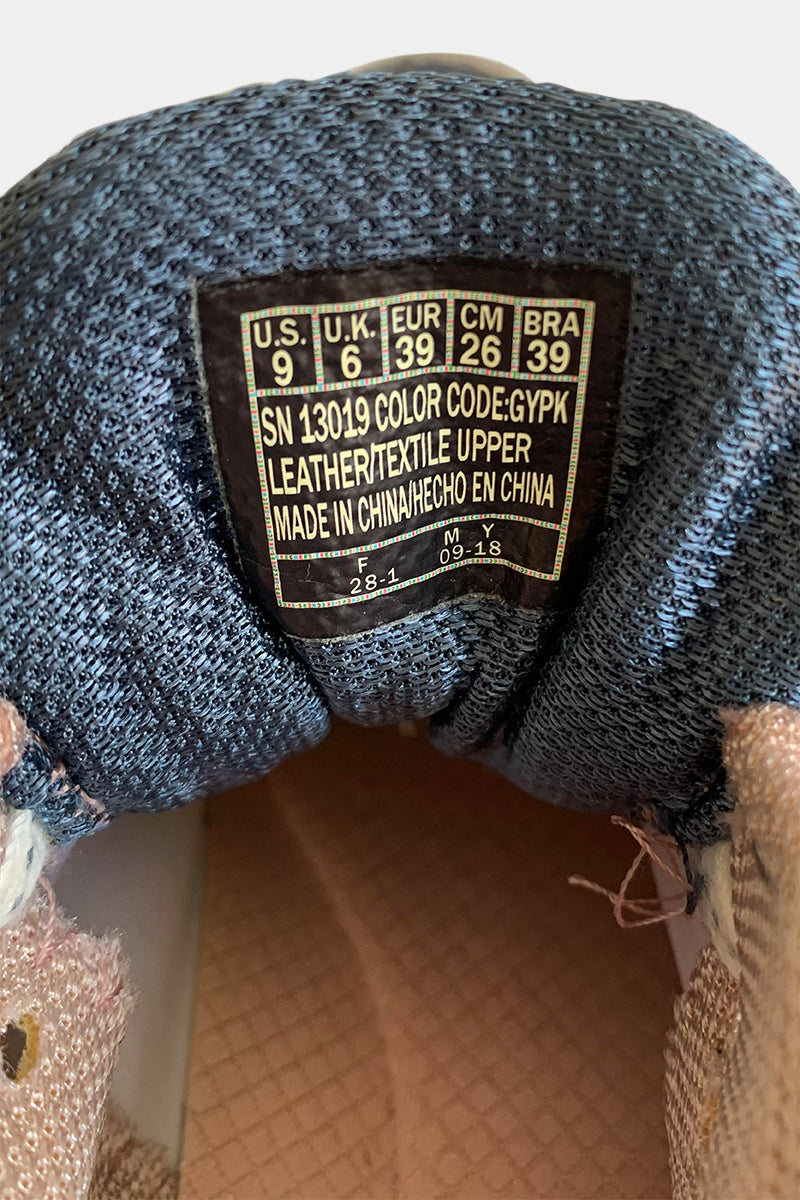 U.S. U.K. EUR CM BRA
9 6 39 26 39
SN 13019 COLOR CODE:GYPK
LEATHER/TEXTILE UPPER
MADE IN CHINA/HECHO EN CHINA
F M Y
28-1 09-18